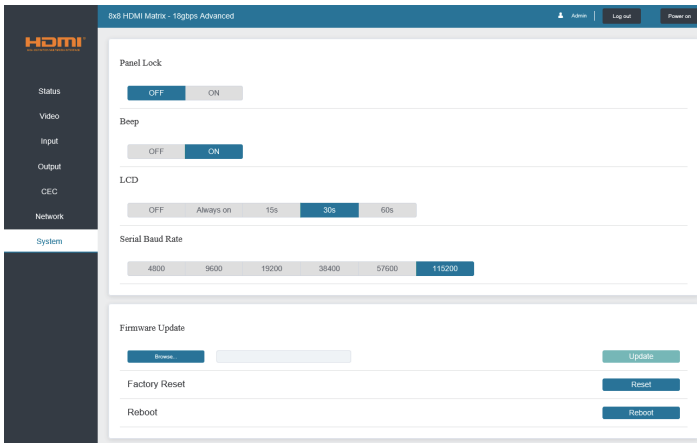 8x8 HDMI Matrix - 18gbps Advanced
Admin
Log out
Power on
HDMI
Status
Video
Input
Output
CEC
Network
System
Panel Lock
OFF ON
Beep
OFF ON
LCD
OFF Always on 15s 30s 60s
Serial Baud Rate
4800 9600 19200 38400 57600 115200
Firmware Update
Browse... Update
Factory Reset Reset
Reboot Reboot